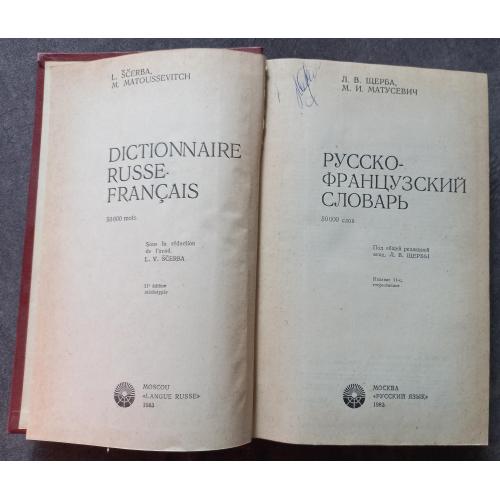 L. ŠČERBA,
M. MATOUSSEVITCH
DICTIONNAIRE
RUSSE-
FRANÇAIS
50 000 mots.
Sous la rédaction
de l'acad.
L. V. ŠČERBA
11e édition
stéréotypée
MOSCOU
«LANGUE RUSSE»
1983
Л. В. ЩЕРБА,
М. И. МАТУСЕВИЧ
РУССКО-
ФРАНЦУЗСКИЙ
СЛОВАРЬ
50 000 слов
Под общей редакцией
акад. Л. В. ЩЕРБЫ
Издание 11-е,
стереотипное
МОСКВА
«РУССКИЙ ЯЗЫК»
1983